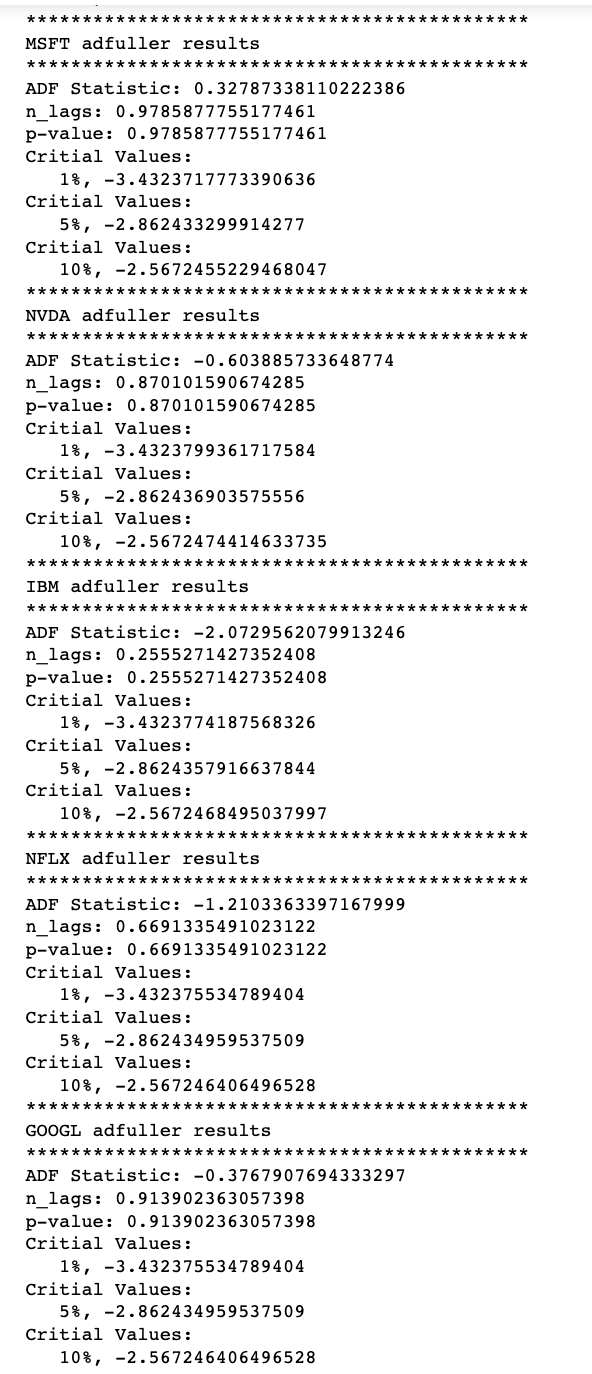 *********************************************
MSFT adfuller results
*********************************************
ADF Statistic: 0.32787338110222386
n_lags: 0.9785877755177461
p-value: 0.9785877755177461
Critial Values:
   1%, -3.4323717773390636
Critial Values:
   5%, -2.862433299914277
Critial Values:
   10%, -2.5672455229468047
*********************************************
NVDA adfuller results
*********************************************
ADF Statistic: -0.603885733648774
n_lags: 0.870101590674285
p-value: 0.870101590674285
Critial Values:
   1%, -3.4323799361717584
Critial Values:
   5%, -2.862436903575556
Critial Values:
   10%, -2.5672474414633735
*********************************************
IBM adfuller results
*********************************************
ADF Statistic: -2.0729562079913246
n_lags: 0.2555271427352408
p-value: 0.2555271427352408
Critial Values:
   1%, -3.4323774187568326
Critial Values:
   5%, -2.8624357916637844
Critial Values:
   10%, -2.5672468495037997
*********************************************
NFLX adfuller results
*********************************************
ADF Statistic: -1.2103363397167999
n_lags: 0.6691335491023122
p-value: 0.6691335491023122
Critial Values:
   1%, -3.432375534789404
Critial Values:
   5%, -2.862434959537509
Critial Values:
   10%, -2.567246406496528
*********************************************
GOOGL adfuller results
*********************************************
ADF Statistic: -0.3767907694333297
n_lags: 0.913902363057398
p-value: 0.913902363057398
Critial Values:
   1%, -3.432375534789404
Critial Values:
   5%, -2.862434959537509
Critial Values:
   10%, -2.567246406496528